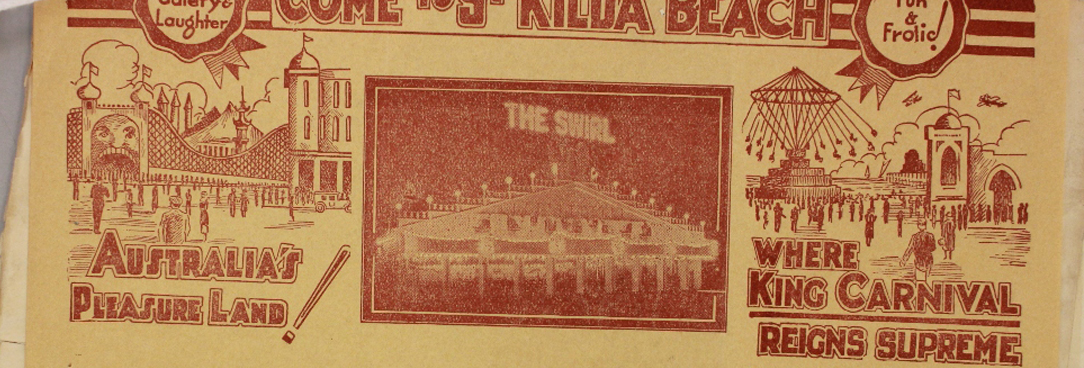 Gaiety &
Laughter
COME TO St KILDA BEACH
Fun
&
Frolic!
THE SWIRL
AUSTRALIA'S
PLEASURE LAND
WHERE
KING CARNIVAL
REIGNS SUPREME